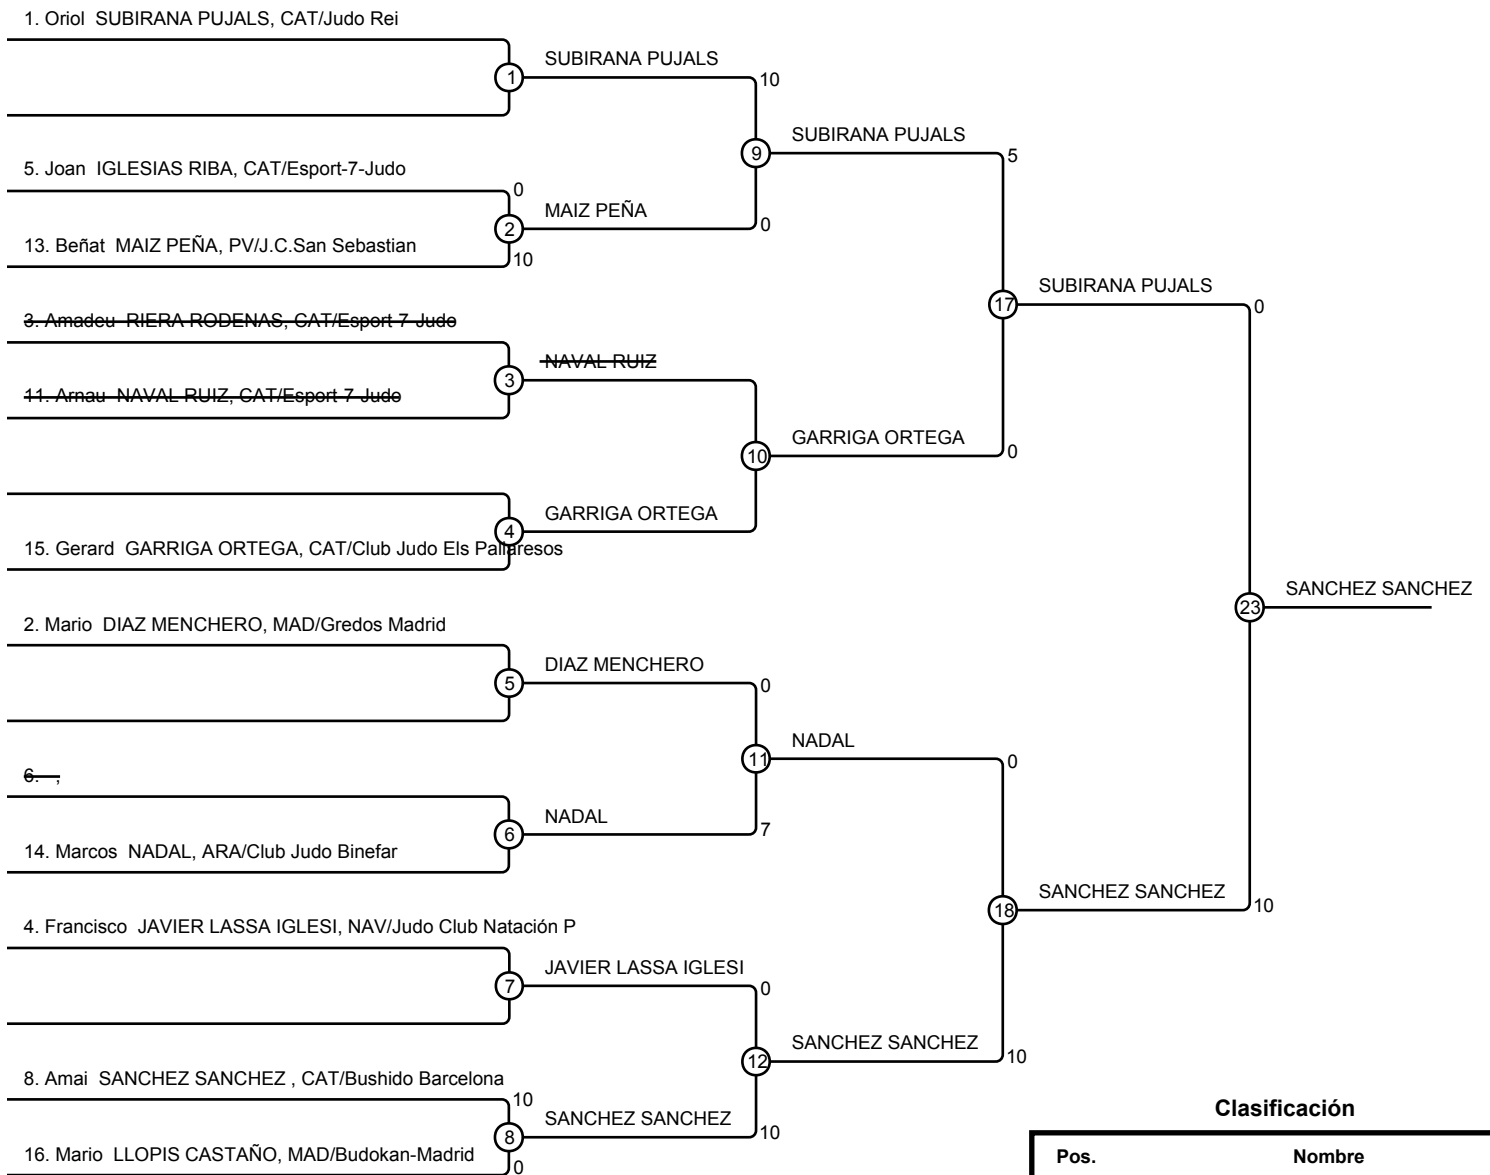 1. Oriol  SUBIRANA PUJALS, CAT/Judo Rei
SUBIRANA PUJALS
1
10
SUBIRANA PUJALS
9
5
5. Joan  IGLESIAS RIBA, CAT/Esport-7-Judo
0
MAIZ PEÑA
2
0
13. Beñat  MAIZ PEÑA, PV/J.C.San Sebastian
10
SUBIRANA PUJALS
17
0
3. Amadeu  RIERA RODENAS, CAT/Esport-7-Judo
NAVAL RUIZ
3
11. Arnau  NAVAL RUIZ, CAT/Esport-7-Judo
GARRIGA ORTEGA
10
0
GARRIGA ORTEGA
4
15. Gerard  GARRIGA ORTEGA, CAT/Club Judo Els Pallaresos
SANCHEZ SANCHEZ
23
2. Mario  DIAZ MENCHERO, MAD/Gredos Madrid
DIAZ MENCHERO
5
0
NADAL
11
0
6.   ,
NADAL
6
7
14. Marcos  NADAL, ARA/Club Judo Binefar
SANCHEZ SANCHEZ
18
10
4. Francisco  JAVIER LASSA IGLESI, NAV/Judo Club Natación P
JAVIER LASSA IGLESI
7
0
SANCHEZ SANCHEZ
12
10
8. Amai  SANCHEZ SANCHEZ , CAT/Bushido Barcelona
10
SANCHEZ SANCHEZ
8
10
16. Mario  LLOPIS CASTAÑO, MAD/Budokan-Madrid
0
Clasificación
Pos. Nombre